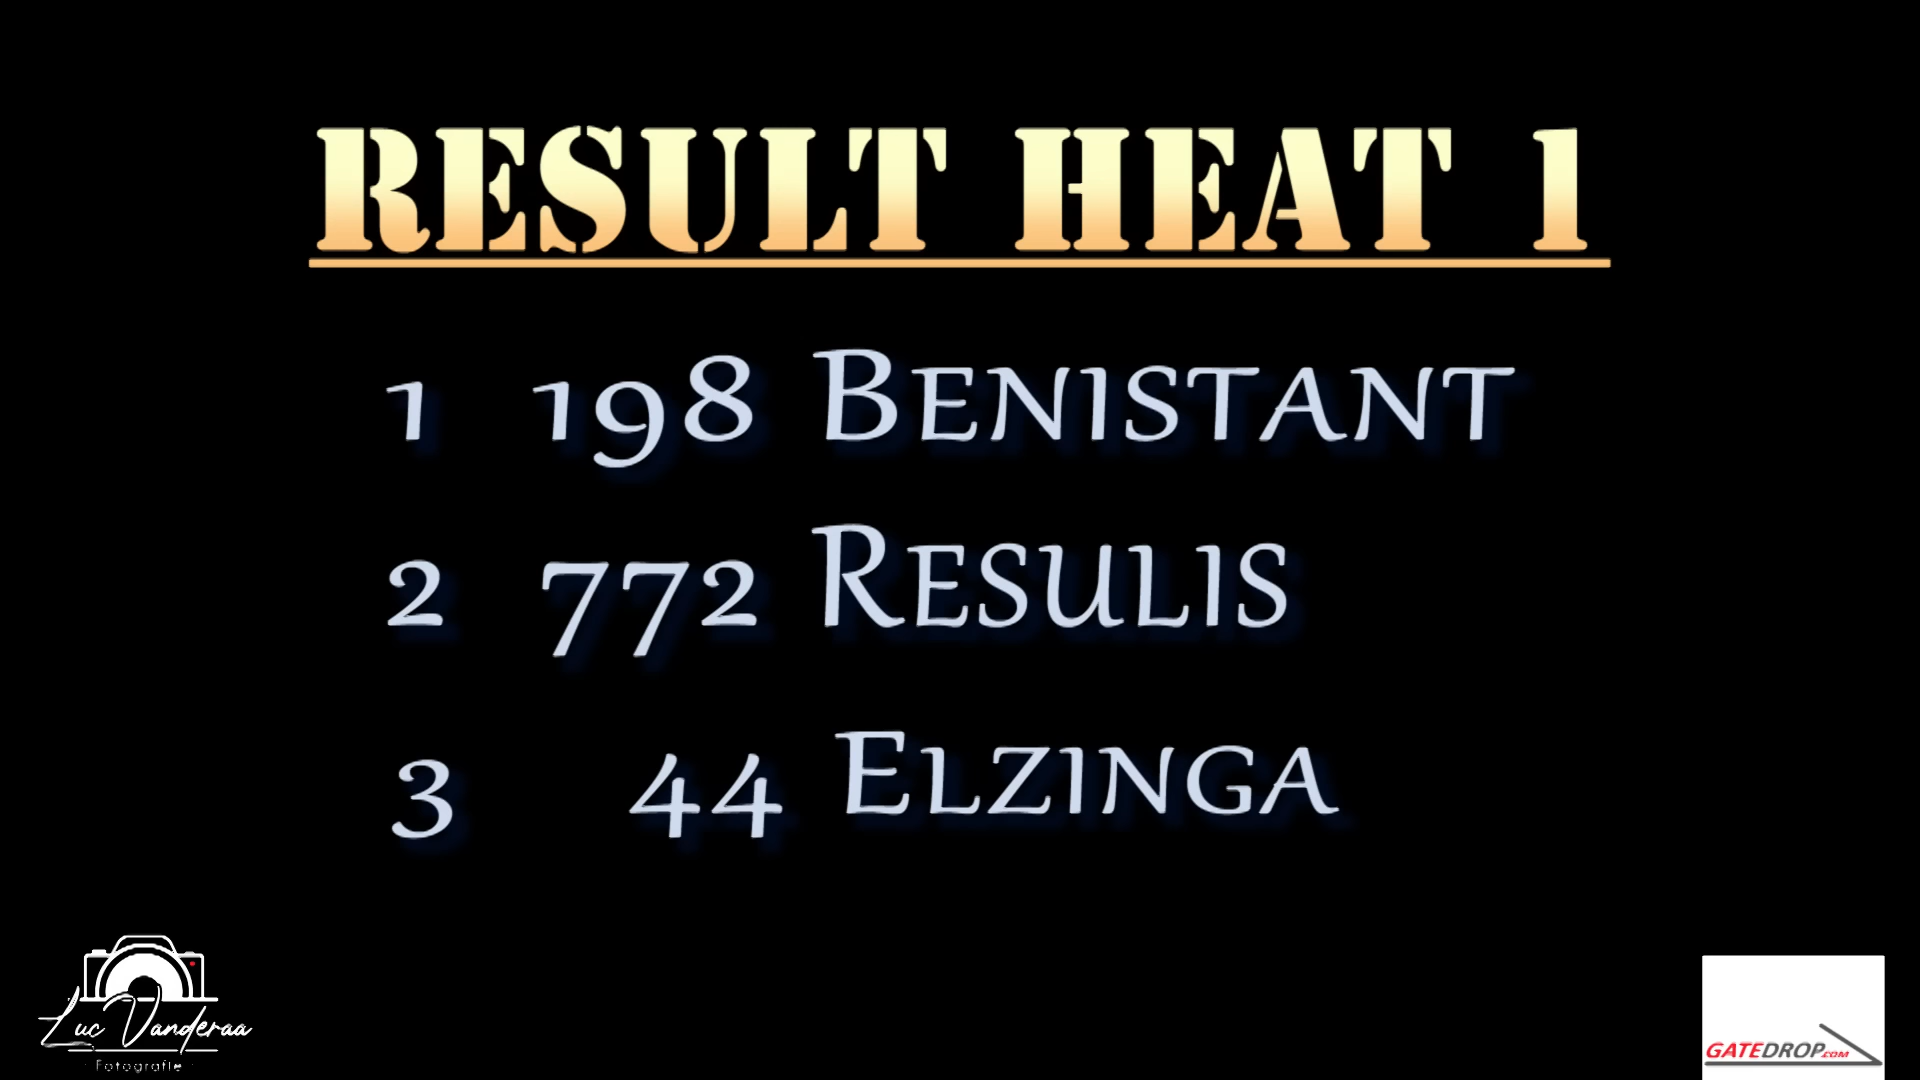 RESULT HEAT 1
1 198 BENISTANT
2 772 RESULIS
3 44 ELZINGA
Luc Vanderaa
Fotografie
GATEDROP.COM